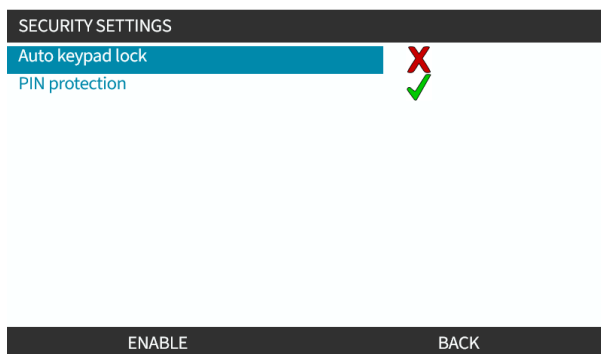 SECURITY SETTINGS
Auto keypad lock
PIN protection
ENABLE BACK